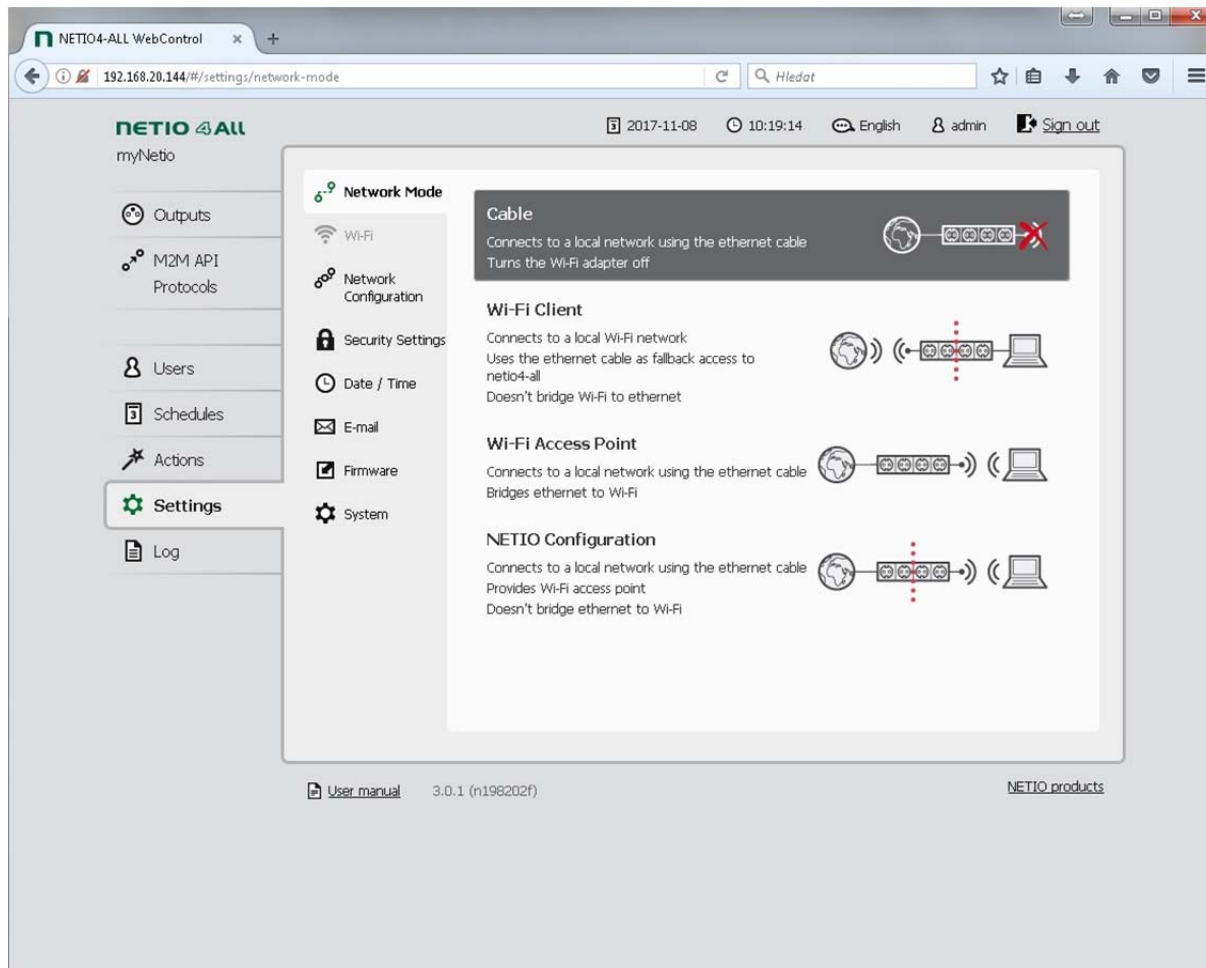 NETIO4-ALL WebControl
192.168.20.144/#/settings/network-mode
Hledat
NETIO 4All
myNetio
2017-11-08
10:19:14
English
admin
Sign out
Outputs
M2M API
Protocols
Users
Schedules
Actions
Settings
Log
Network Mode
Wi-Fi
Network
Configuration
Security Settings
Date / Time
E-mail
Firmware
System
Cable
Connects to a local network using the ethernet cable
Turns the Wi-Fi adapter off
Wi-Fi Client
Connects to a local Wi-Fi network
Uses the ethernet cable as fallback access to
netio4-all
Doesn't bridge Wi-Fi to ethernet
Wi-Fi Access Point
Connects to a local network using the ethernet cable
Bridges ethernet to Wi-Fi
NETIO Configuration
Connects to a local network using the ethernet cable
Provides Wi-Fi access point
Doesn't bridge ethernet to Wi-Fi
User manual
3.0.1 (n198202f)
NETIO products